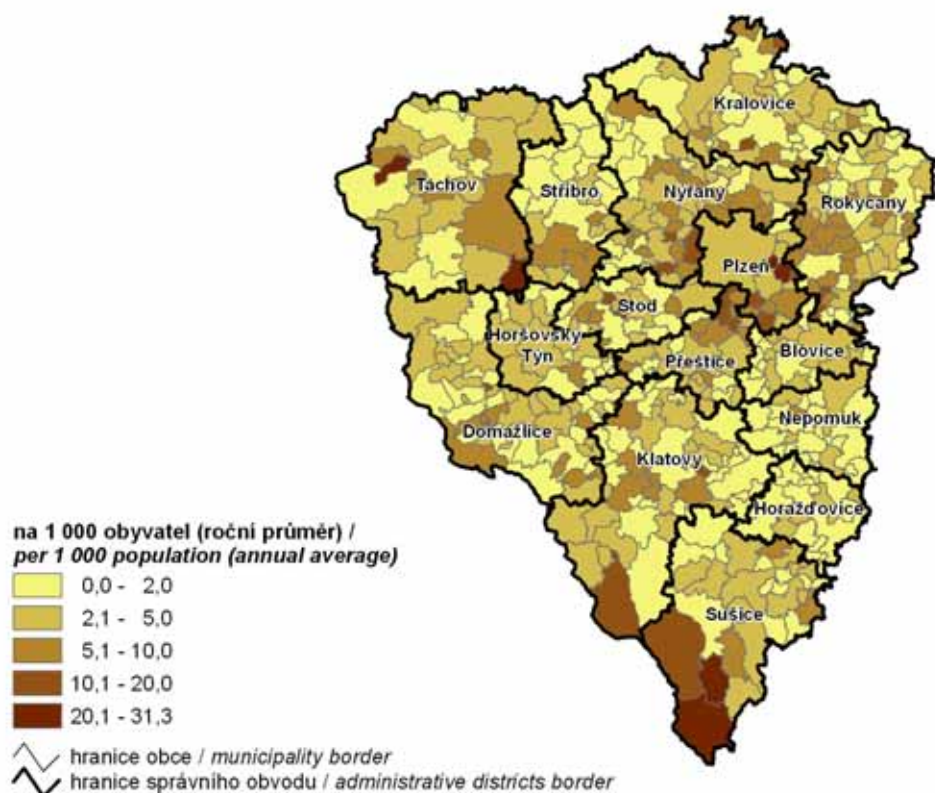 Kralovice
Tachov
Stříbro
Nýřany
Rokycany
Plzeň
Stod
Horšovský
Týn
Přeštice
Blovice
Nepomuk
Domažlice
Klatovy
Horažďovice
Sušice
na 1 000 obyvatel (roční průměr) /
per 1 000 population (annual average)
0,0 - 2,0
2,1 - 5,0
5,1 - 10,0
10,1 - 20,0
20,1 - 31,3
hranice obce / municipality border
hranice správního obvodu / administrative districts border